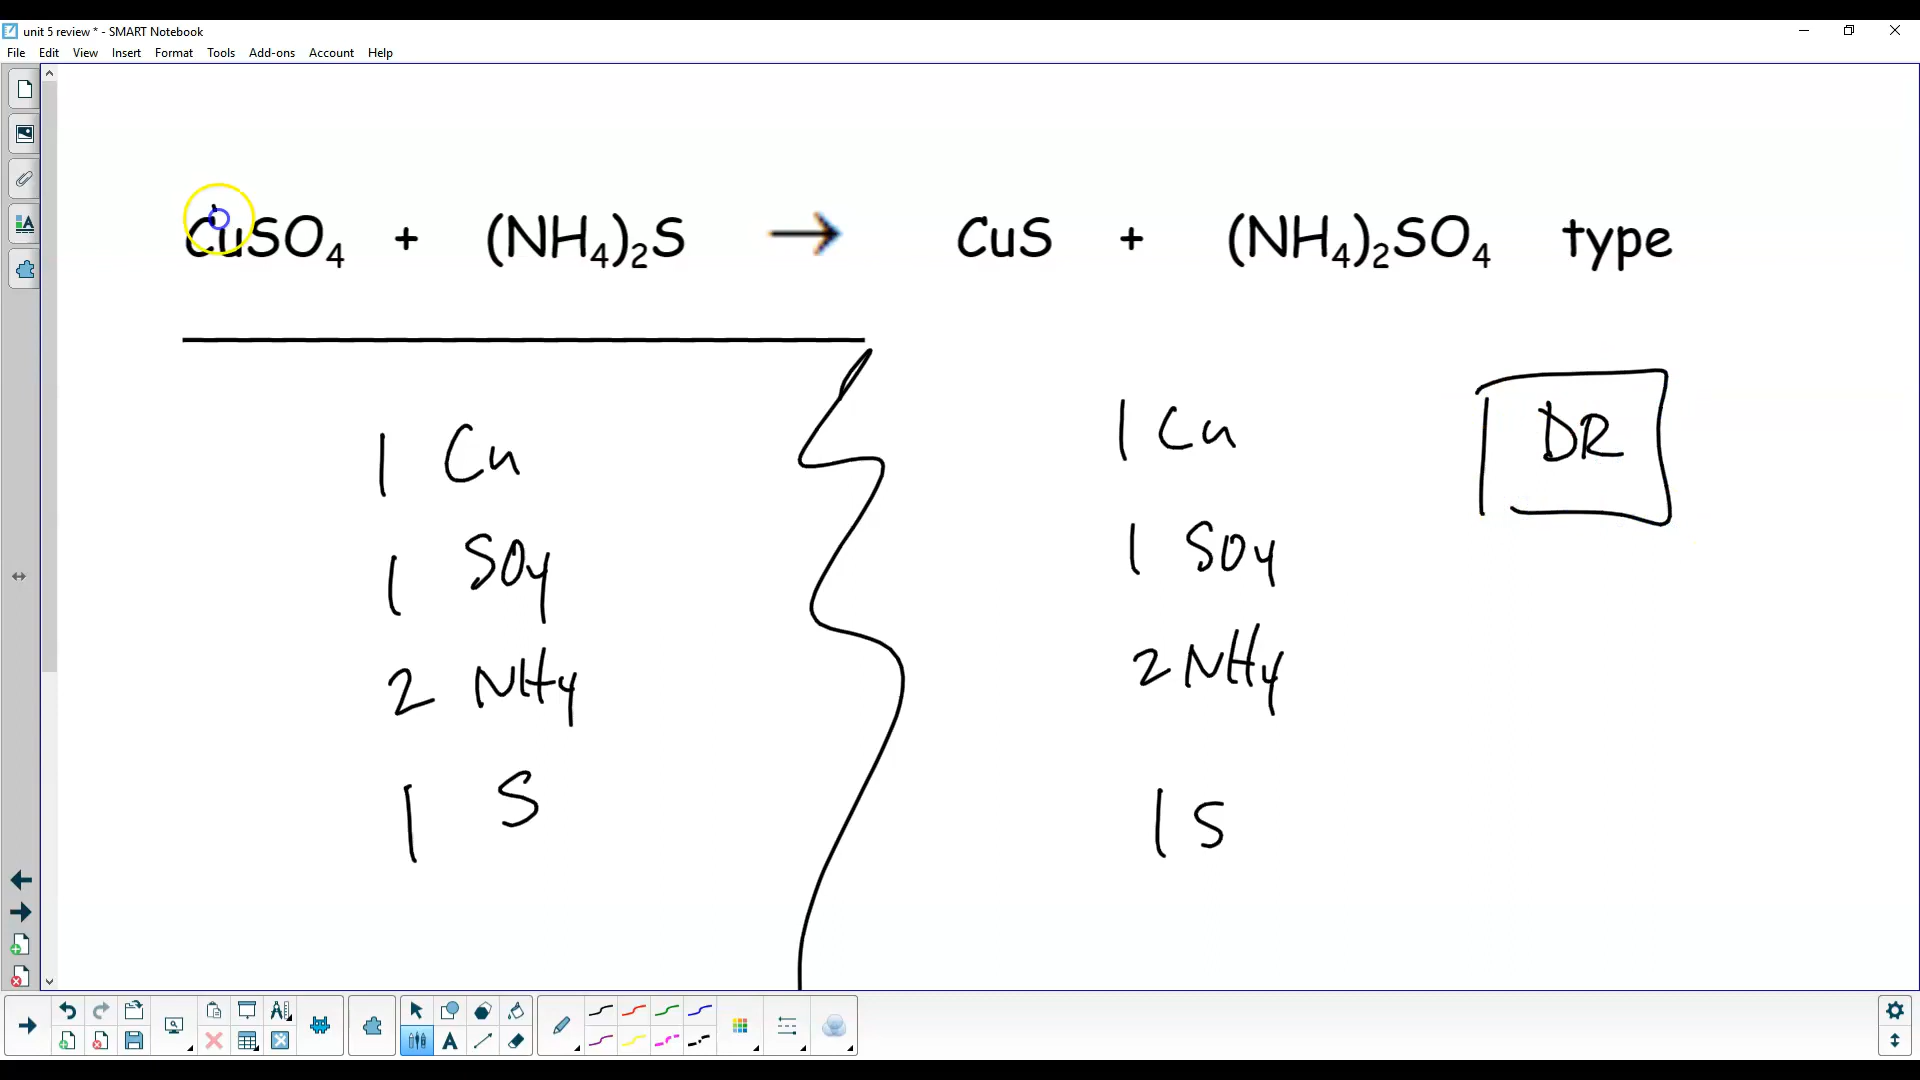 unit 5 review * - SMART Notebook
File Edit View Insert Format Tools Add-ons Account Help
CuSO₄ + (NH₄)₂S → CuS + (NH₄)₂SO₄ type
1 Cu
1 SO4
2 NH4
1 S
1 Cu
1 SO4
2 NH4
1 S
DR